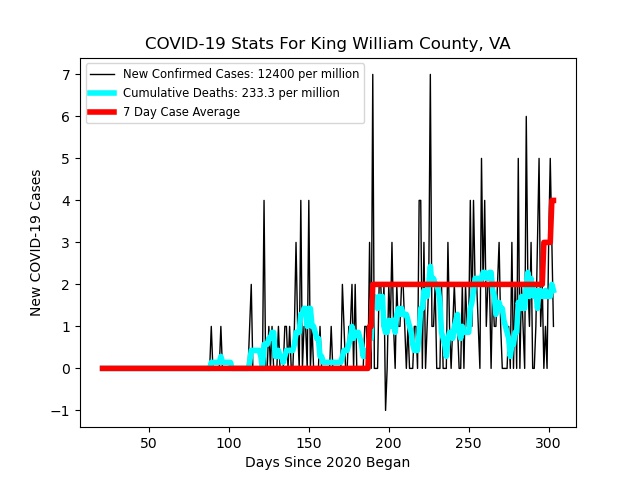 COVID-19 Stats For King William County, VA
New Confirmed Cases: 12400 per million
Cumulative Deaths: 233.3 per million
7 Day Case Average
7
6
5
4
3
2
1
0
−1
New COVID-19 Cases
50 100 150 200 250 300
Days Since 2020 Began